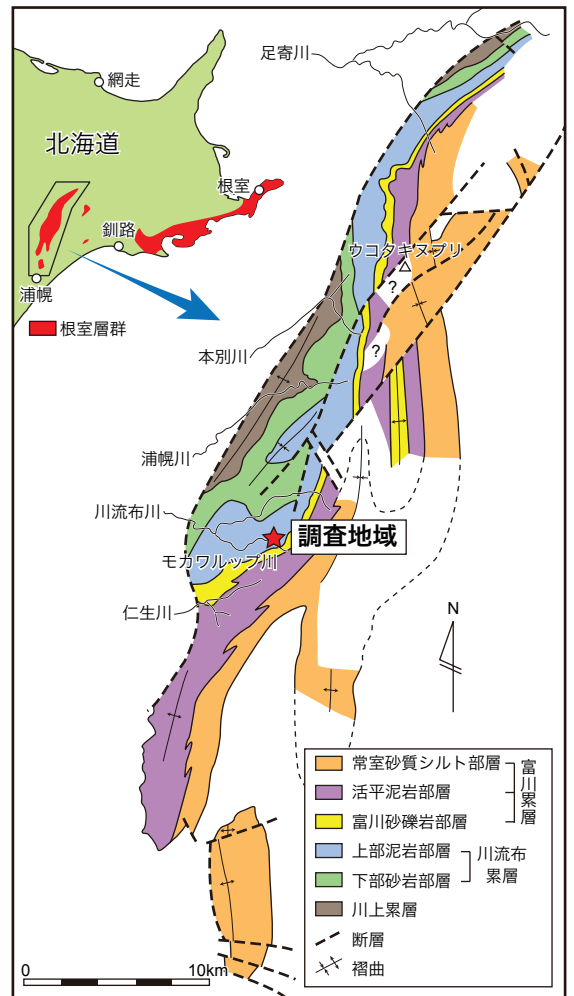 足寄川
網走
北海道
根室
釧路
浦幌
根室層群
ウコタキヌプリ
?
?
本別川
浦幌川
川流布川
調査地域
モカワルップ川
仁生川
N
常室砂質シルト部層
活平泥岩部層
富川砂礫岩部層
富川累層
上部泥岩部層
下部砂岩部層
川流布
累層
川上累層
断層
褶曲
0 10km